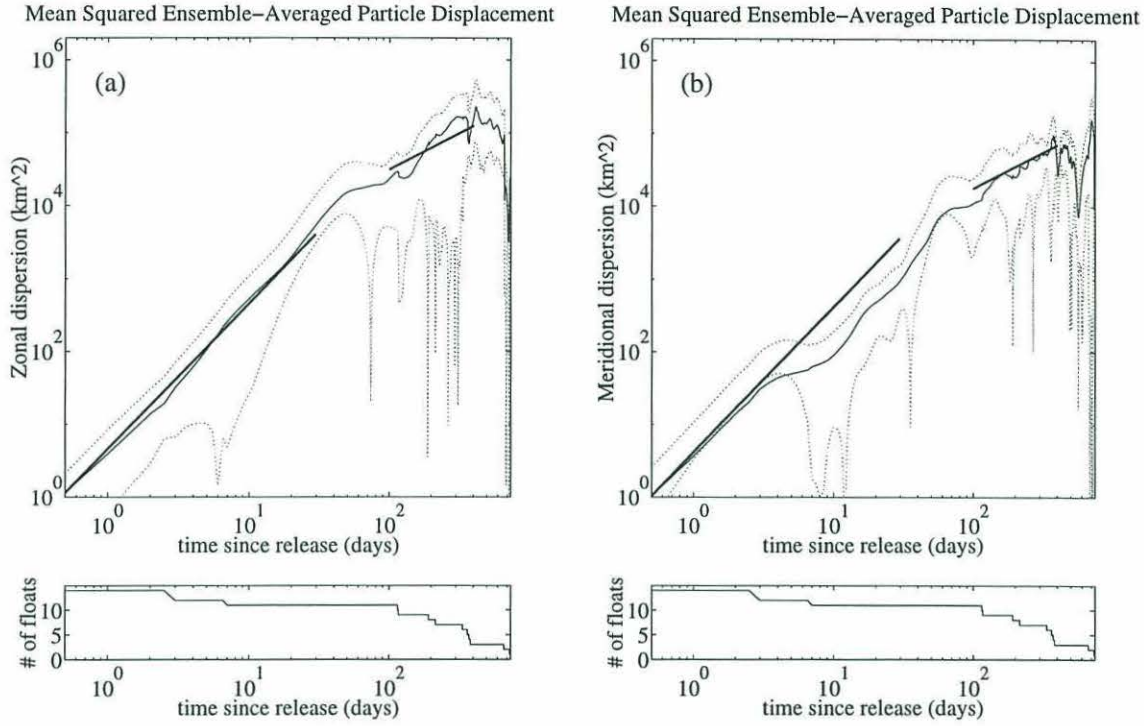 Mean Squared Ensemble-Averaged Particle Displacement
Mean Squared Ensemble-Averaged Particle Displacement
(a)
(b)
Zonal dispersion (km^2)
Meridional dispersion (km^2)
10^6
10^4
10^2
10^0
10^6
10^4
10^2
10^0
10^0 10^1 10^2
10^0 10^1 10^2
time since release (days)
time since release (days)
# of floats
# of floats
10
5
0
10
5
0
10^0 10^1 10^2
10^0 10^1 10^2
time since release (days)
time since release (days)